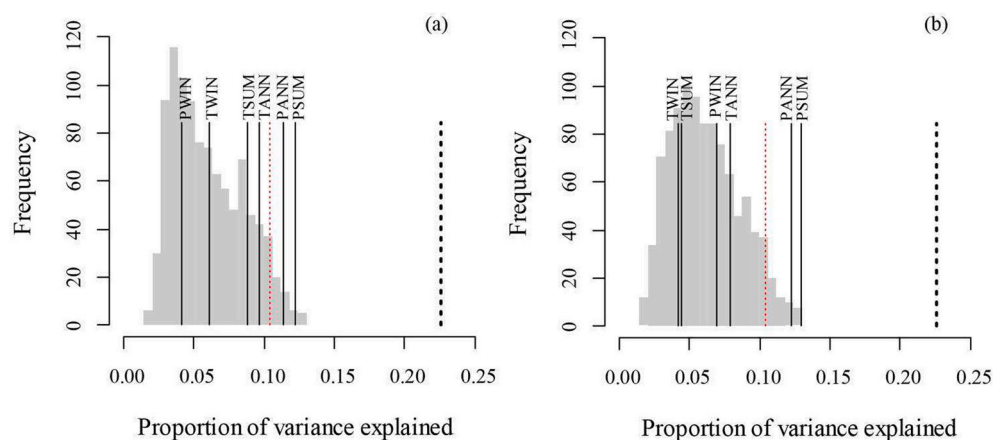 (a)
120
100
80
60
40
20
0
Frequency
PWIN
TWIN
TSUM
TANN
PANN
PSUM
0.00 0.05 0.10 0.15 0.20 0.25
Proportion of variance explained
(b)
120
100
80
60
40
20
0
Frequency
TWIN
TSUM
PWIN
TANN
PANN
PSUM
0.00 0.05 0.10 0.15 0.20 0.25
Proportion of variance explained